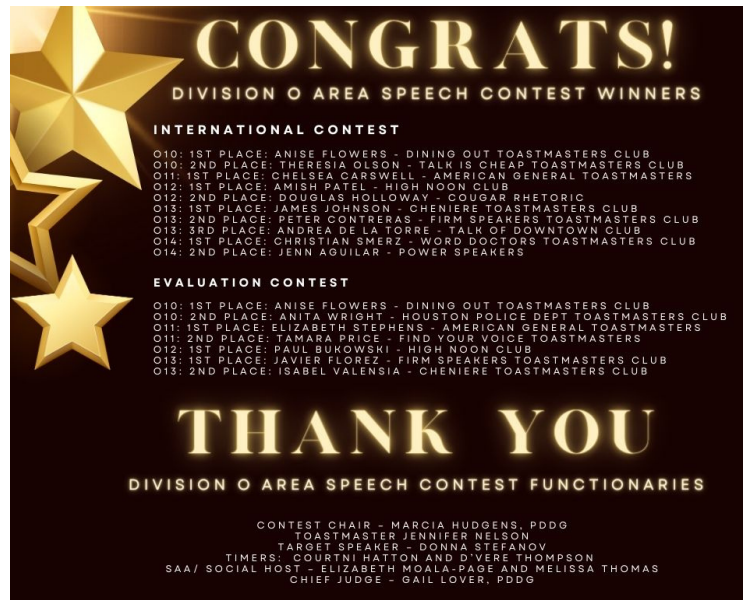 CONGRATS!
DIVISION O AREA SPEECH CONTEST WINNERS
INTERNATIONAL CONTEST
O10: 1ST PLACE: ANISE FLOWERS - DINING OUT TOASTMASTERS CLUB
O10: 2ND PLACE: THERESIA OLSON - TALK IS CHEAP TOASTMASTERS CLUB
O11: 1ST PLACE: CHELSEA CARSWELL - AMERICAN GENERAL TOASTMASTERS
O12: 1ST PLACE: AMISH PATEL - HIGH NOON CLUB
O12: 2ND PLACE: DOUGLAS HOLLOWAY - COUGAR RHETORIC
O13: 1ST PLACE: JAMES JOHNSON - CHENIERE TOASTMASTERS CLUB
O13: 2ND PLACE: PETER CONTRERAS - FIRM SPEAKERS TOASTMASTERS CLUB
O13: 3RD PLACE: ANDREA DE LA TORRE - TALK OF DOWNTOWN CLUB
O14: 1ST PLACE: CHRISTIAN SMERZ - WORD DOCTORS TOASTMASTERS CLUB
O14: 2ND PLACE: JENN AGUILAR - POWER SPEAKERS
EVALUATION CONTEST
O10: 1ST PLACE: ANISE FLOWERS - DINING OUT TOASTMASTERS CLUB
O10: 2ND PLACE: ANITA WRIGHT - HOUSTON POLICE DEPT TOASTMASTERS CLUB
O11: 1ST PLACE: ELIZABETH STEPHENS - AMERICAN GENERAL TOASTMASTERS
O11: 2ND PLACE: TAMARA PRICE - FIND YOUR VOICE TOASTMASTERS
O12: 1ST PLACE: PAUL BUKOWSKI - HIGH NOON CLUB
O13: 1ST PLACE: JAVIER FLOREZ - FIRM SPEAKERS TOASTMASTERS CLUB
O13: 2ND PLACE: ISABEL VALENSIA - CHENIERE TOASTMASTERS CLUB
THANK YOU
DIVISION O AREA SPEECH CONTEST FUNCTIONARIES
CONTEST CHAIR – MARCIA HUDGENS, PDDG
TOASTMASTER JENNIFER NELSON
TARGET SPEAKER – DONNA STEFANOV
TIMERS: COURTNI HATTON AND D'VERE THOMPSON
SAA/ SOCIAL HOST – ELIZABETH MOALA-PAGE AND MELISSA THOMAS
CHIEF JUDGE – GAIL LOVER, PDDG